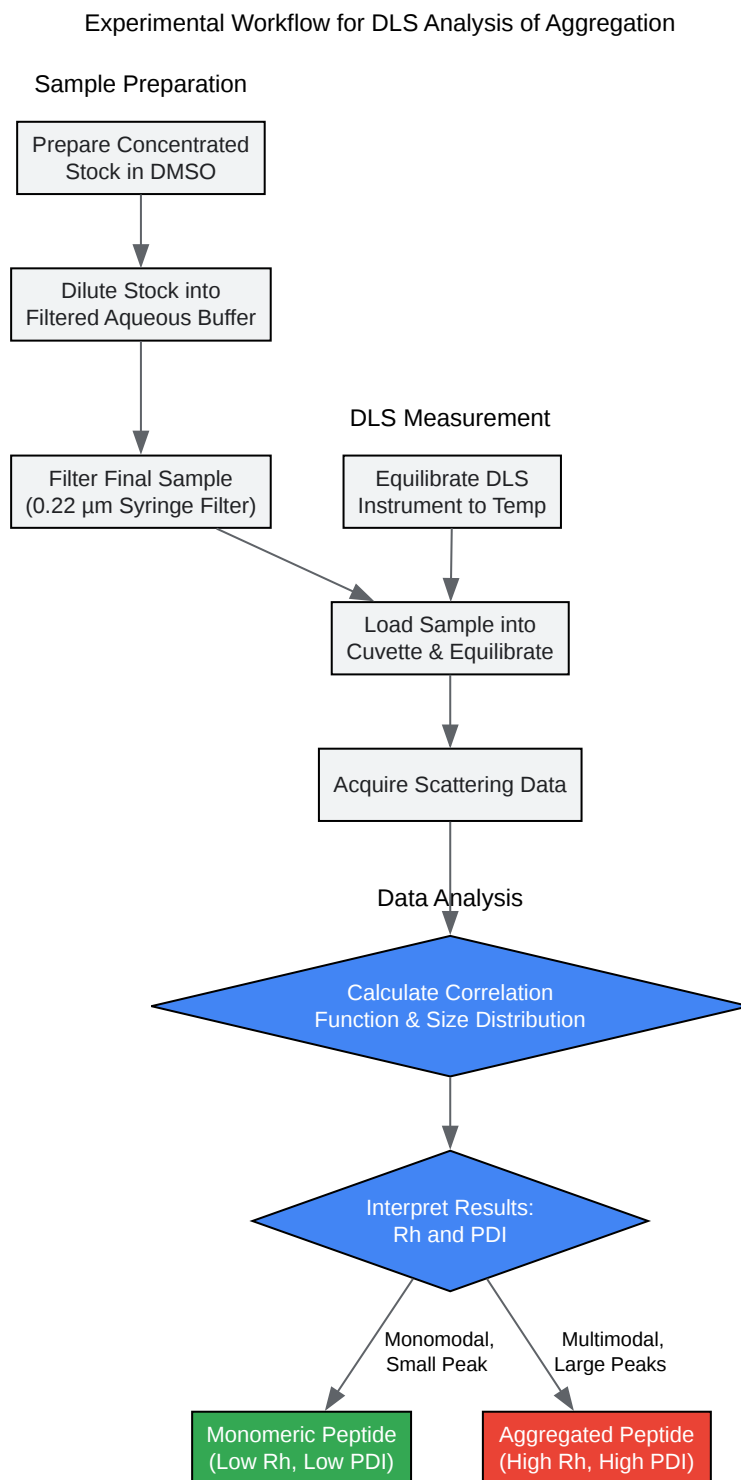 Experimental Workflow for DLS Analysis of Aggregation
Sample Preparation
Prepare Concentrated
Stock in DMSO
Dilute Stock into
Filtered Aqueous Buffer
DLS Measurement
Filter Final Sample
(0.22 µm Syringe Filter)
Equilibrate DLS
Instrument to Temp
Load Sample into
Cuvette & Equilibrate
Acquire Scattering Data
Data Analysis
Calculate Correlation
Function & Size Distribution
Interpret Results:
Rh and PDI
Monomodal,
Small Peak
Multimodal,
Large Peaks
Monomeric Peptide
(Low Rh, Low PDI)
Aggregated Peptide
(High Rh, High PDI)